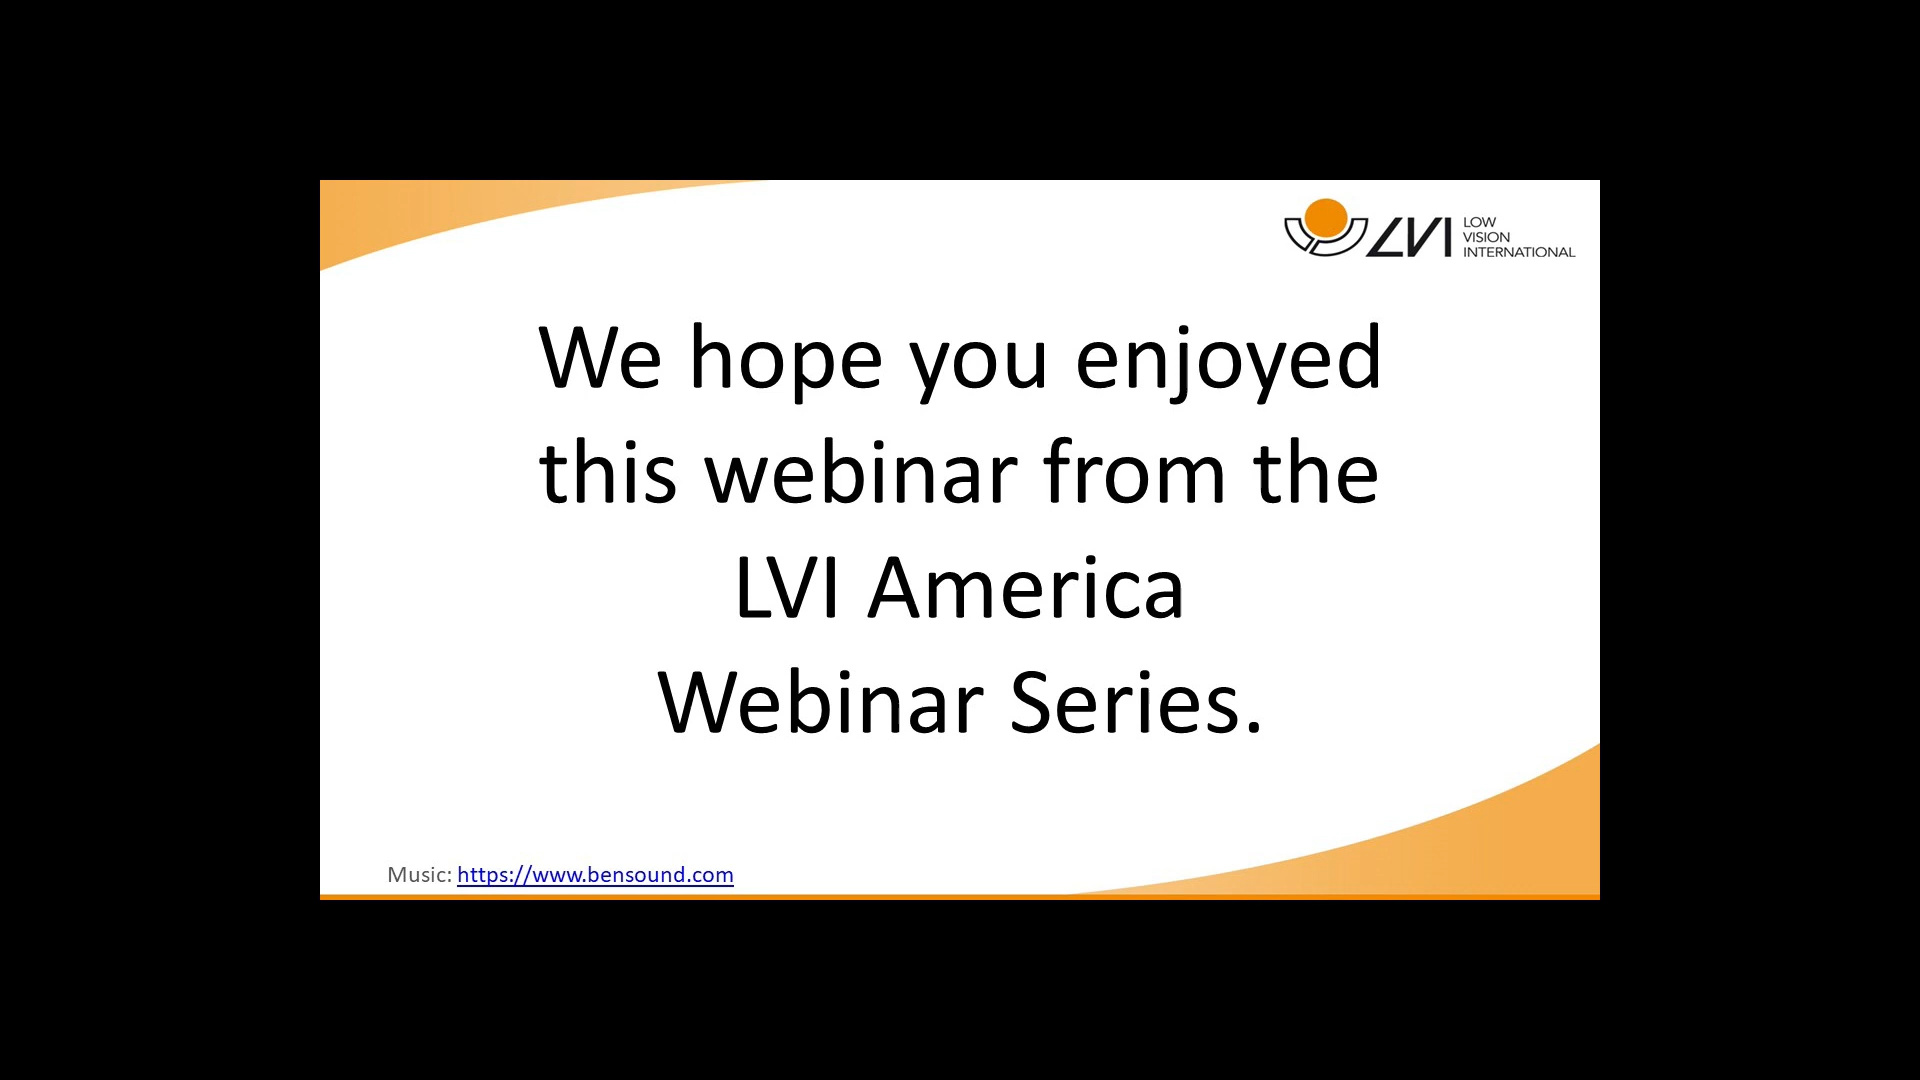 LVI LOW
VISION
INTERNATIONAL
We hope you enjoyed
this webinar from the
LVI America
Webinar Series.
Music: https://www.bensound.com